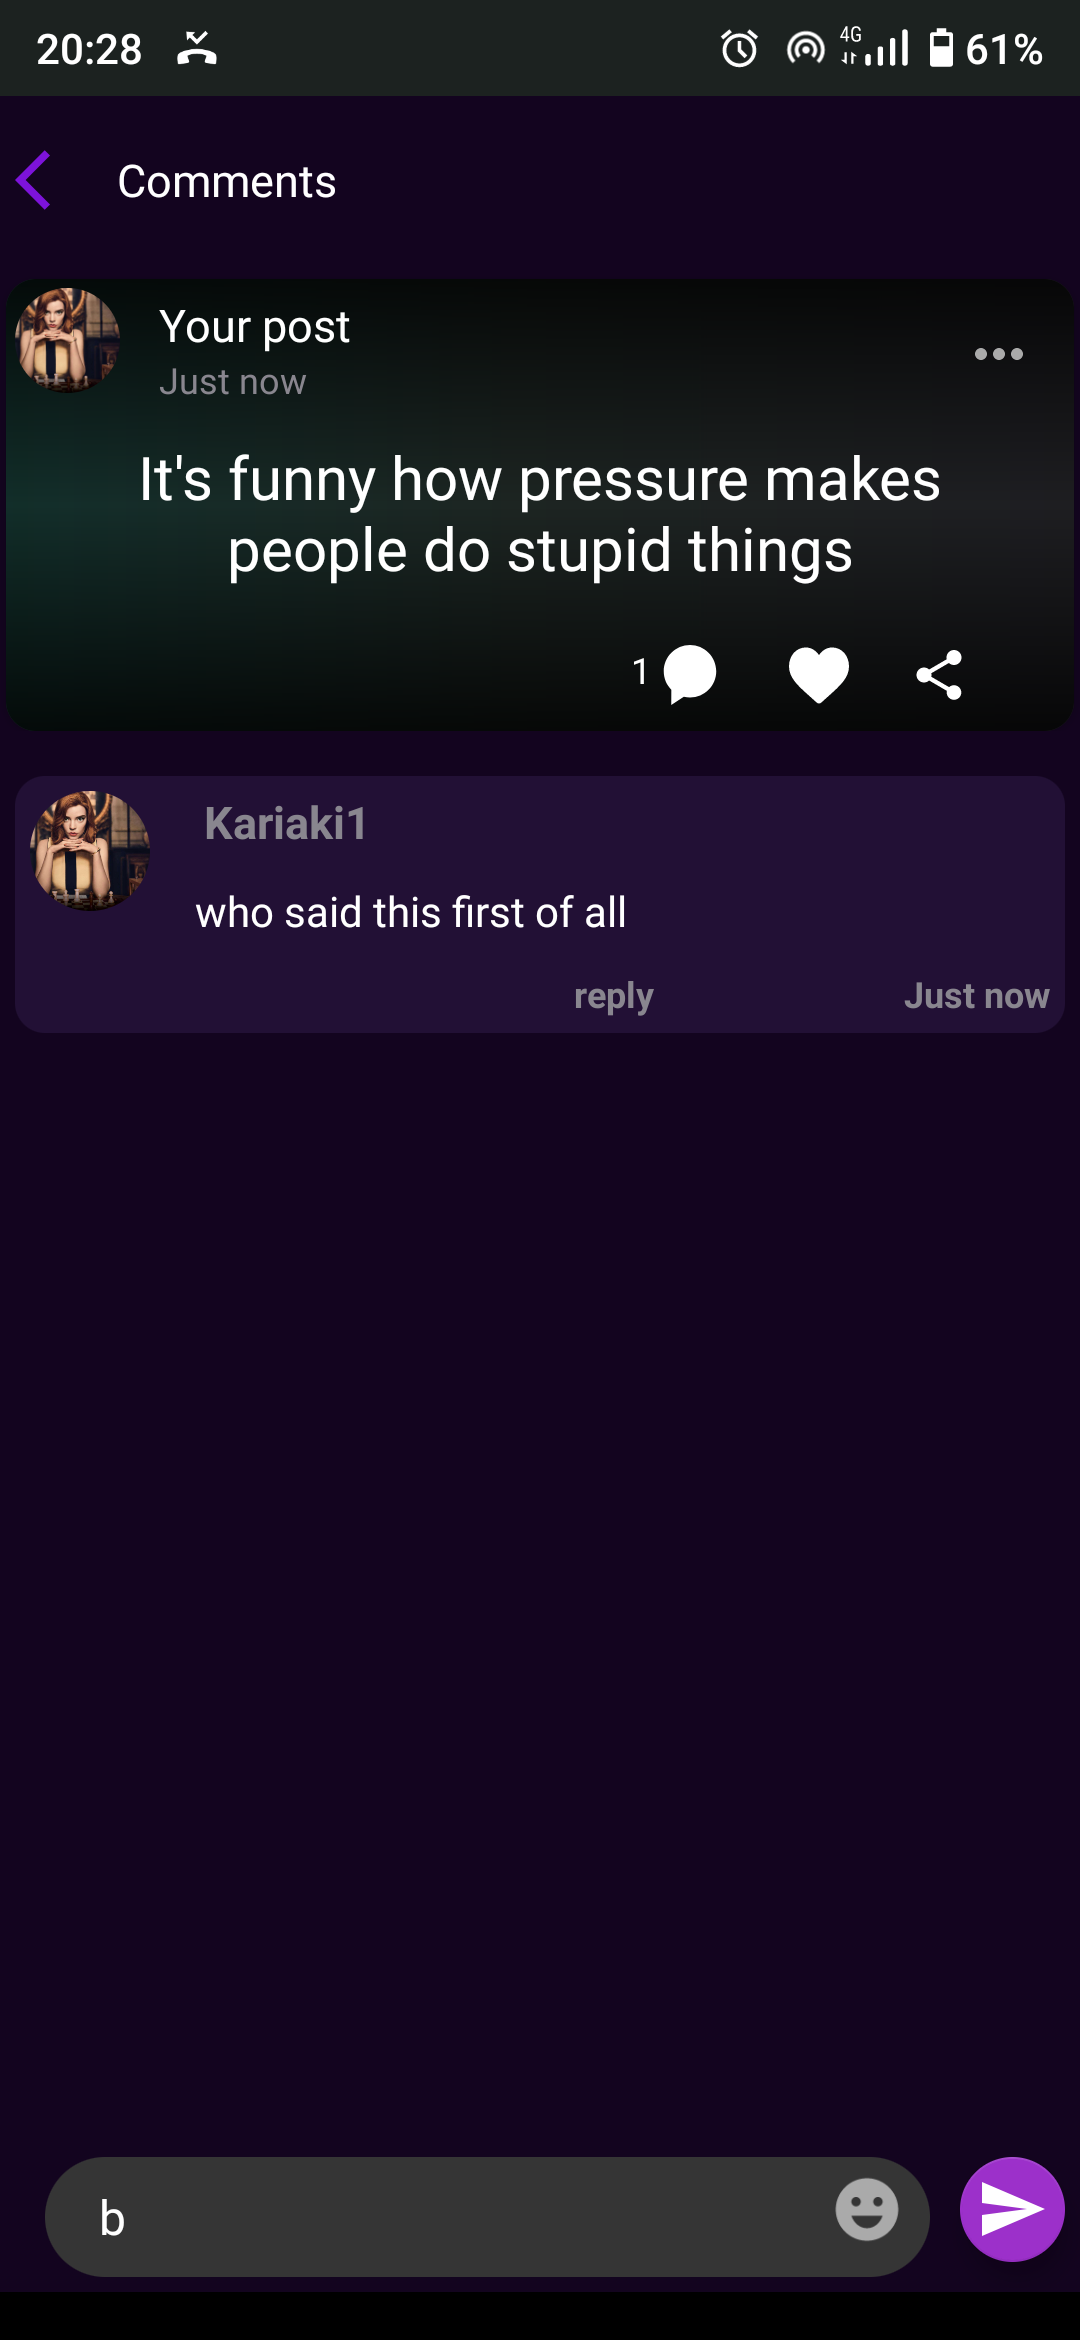 20:28 4G 61%
Comments
Your post
Just now
It's funny how pressure makes
people do stupid things
1
Kariaki1
who said this first of all
reply Just now
b